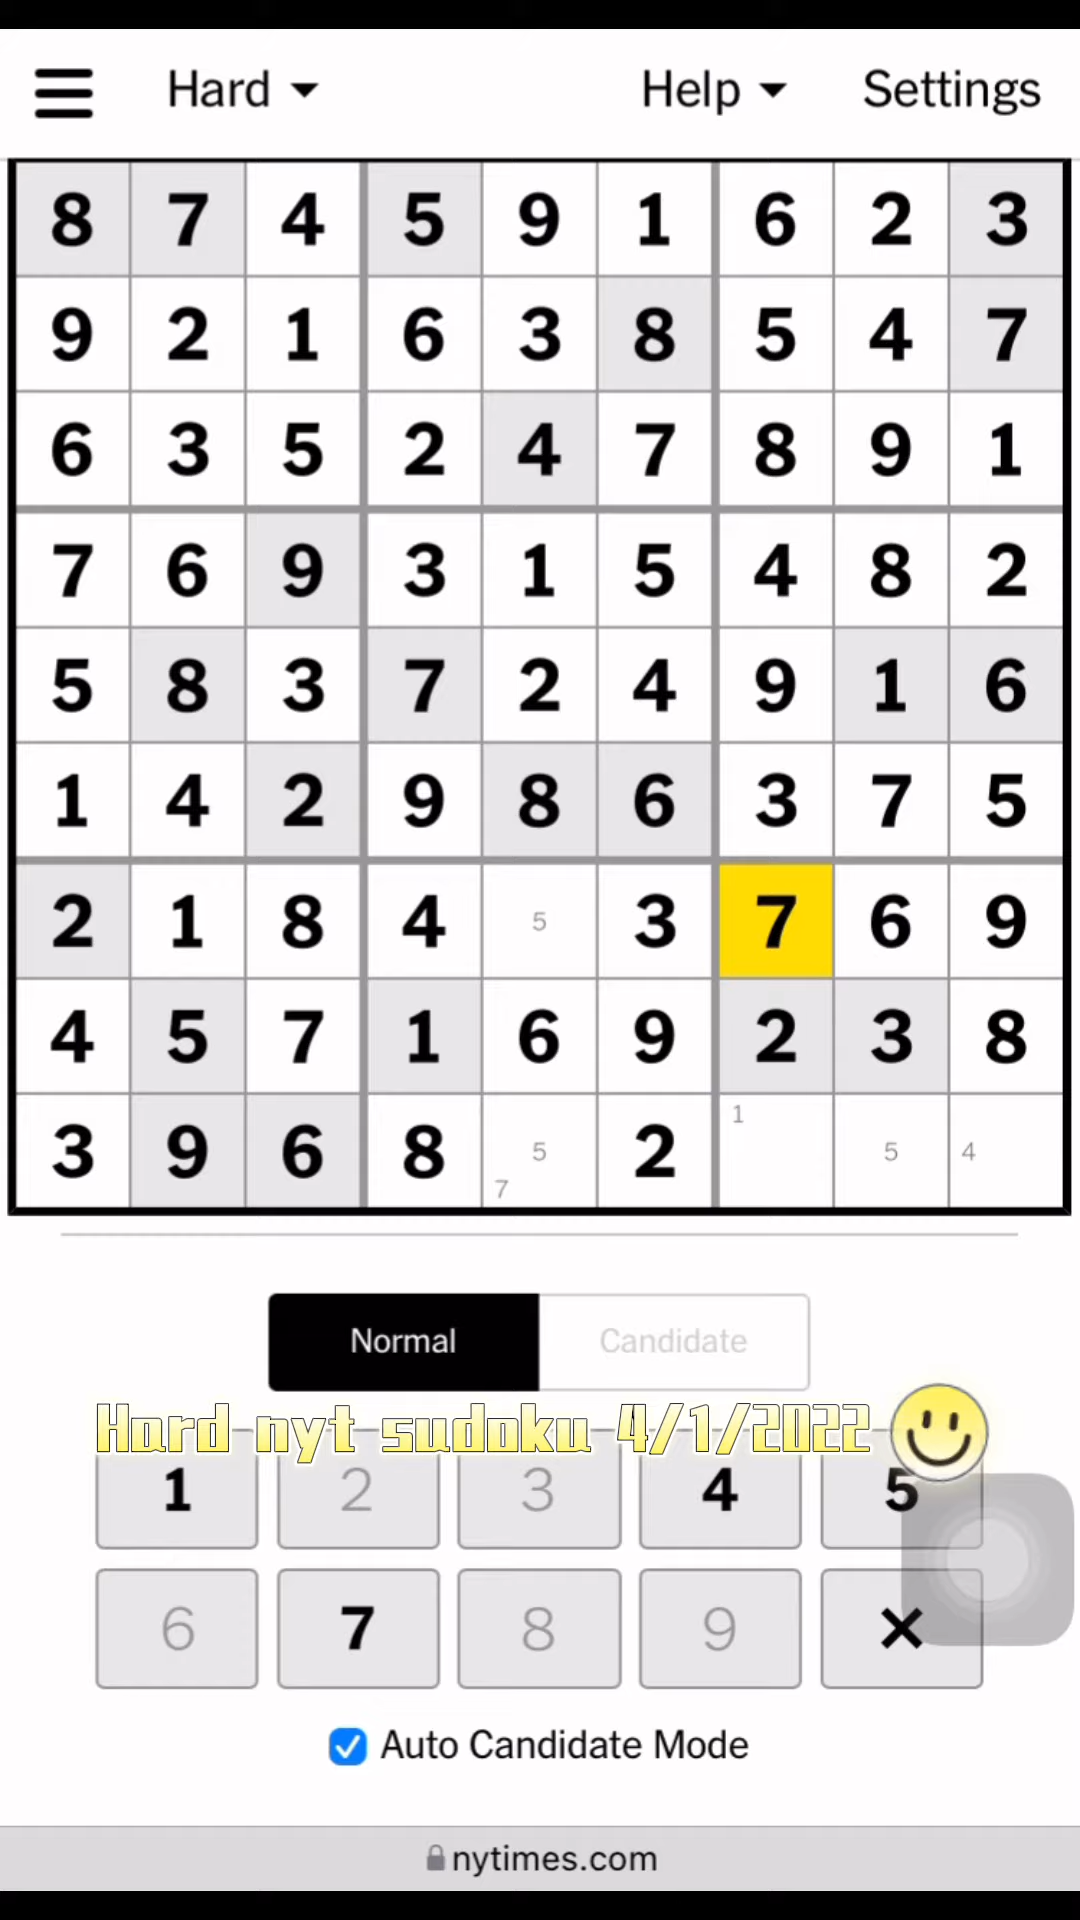 Hard Help Settings
8 7 4 5 9 1 6 2 3
9 2 1 6 3 8 5 4 7
6 3 5 2 4 7 8 9 1
7 6 9 3 1 5 4 8 2
5 8 3 7 2 4 9 1 6
1 4 2 9 8 6 3 7 5
2 1 8 4 5 3 7 6 9
4 5 7 1 6 9 2 3 8
3 9 6 8 5 7 2 1 5 4
Normal Candidate
Hard nyt sudoku 4/1/2022
1 2 3 4 5
6 7 8 9 ×
Auto Candidate Mode
nytimes.com